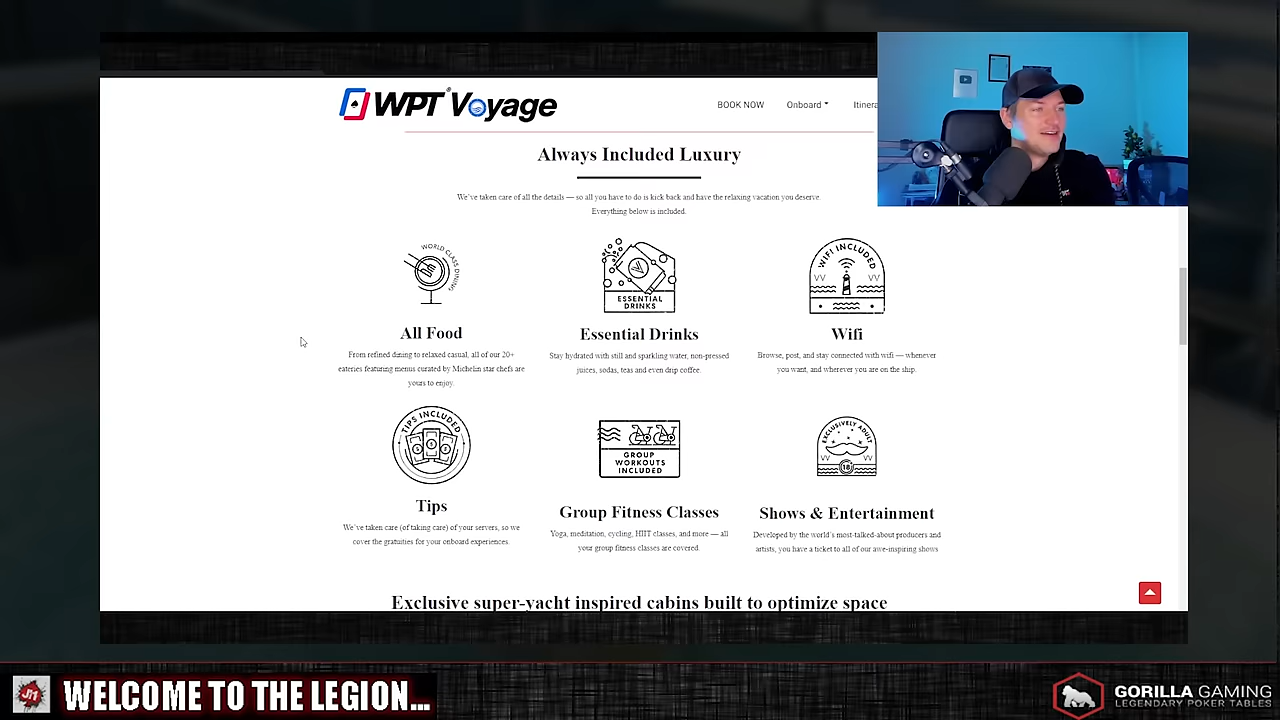 WPT® Voyage
BOOK NOW Onboard Itinera
Always Included Luxury
We've taken care of all the details — so all you have to do is kick back and have the relaxing vacation you deserve.
Everything below is included.
WORLD CLASS DINING
ESSENTIAL
DRINKS
WIFI INCLUDED
All Food
Essential Drinks
Wifi
From refined dining to relaxed casual, all of our 20+
eateries featuring menus curated by Michelin star chefs are
yours to enjoy.
Stay hydrated with still and sparkling water, non-pressed
juices, sodas, teas and even drip coffee.
Browse, post, and stay connected with wifi — whenever
you want, and wherever you are on the ship.
TIPS INCLUDED
GROUP
WORKOUTS
INCLUDED
EXCLUSIVELY ADULT
18
Tips
Group Fitness Classes
Shows & Entertainment
We've taken care (of taking care) of your servers, so we
cover the gratuities for your onboard experiences.
Yoga, meditation, cycling, HIIT classes, and more — all
your group fitness classes are covered.
Developed by the world's most-talked-about producers and
artists, you have a ticket to all of our awe-inspiring shows
Exclusive super-yacht inspired cabins built to optimize space
WELCOME TO THE LEGION...
GORILLA GAMING
LEGENDARY POKER TABLES